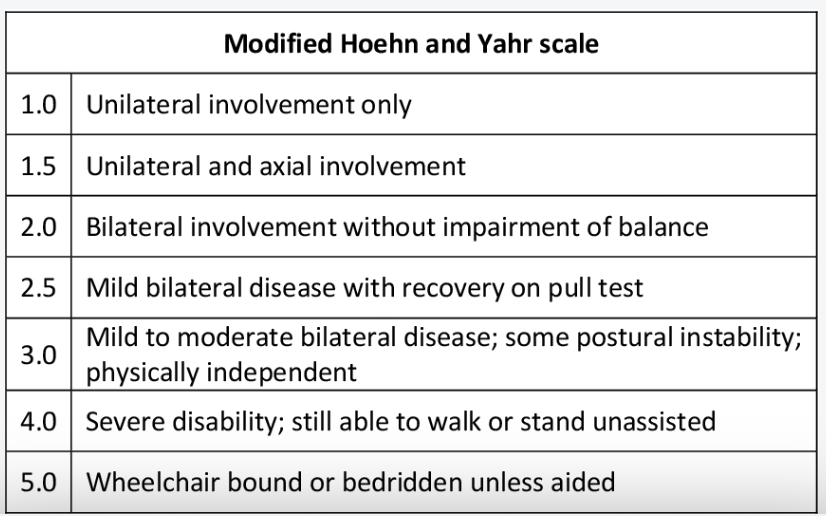 Modified Hoehn and Yahr scale
1.0 Unilateral involvement only
1.5 Unilateral and axial involvement
2.0 Bilateral involvement without impairment of balance
2.5 Mild bilateral disease with recovery on pull test
3.0 Mild to moderate bilateral disease; some postural instability;
physically independent
4.0 Severe disability; still able to walk or stand unassisted
5.0 Wheelchair bound or bedridden unless aided